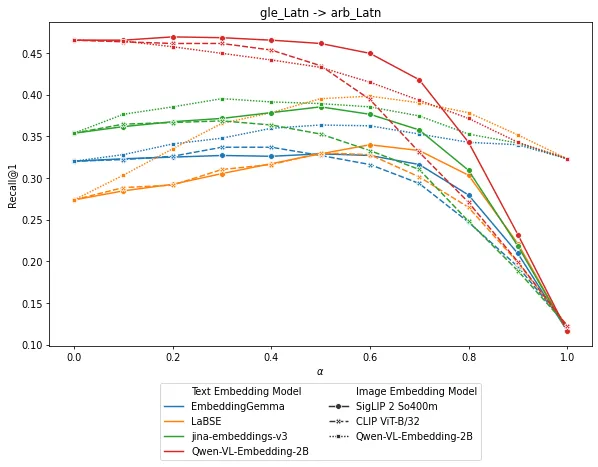 gle_Latn -> arb_Latn
Recall@1
0.45
0.40
0.35
0.30
0.25
0.20
0.15
0.10
0.0
0.2
0.4
0.6
0.8
1.0
α
Text Embedding Model
EmbeddingGemma
LaBSE
jina-embeddings-v3
Qwen-VL-Embedding-2B
Image Embedding Model
SigLIP 2 So400m
CLIP ViT-B/32
Qwen-VL-Embedding-2B